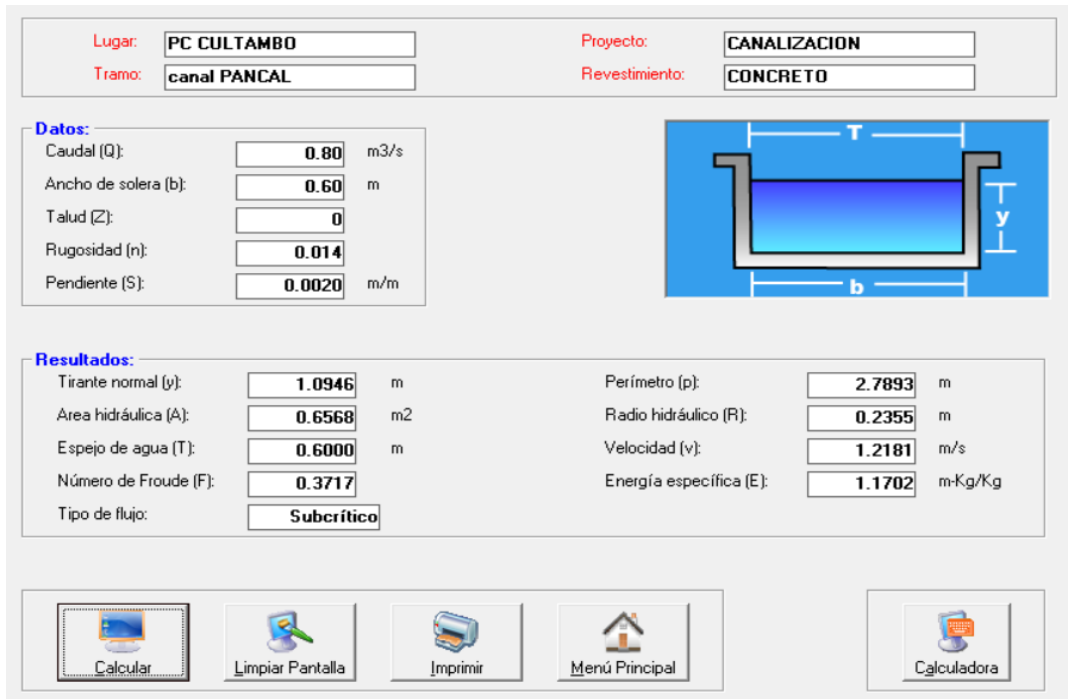 Lugar: PC CULTAMBO Proyecto: CANALIZACION
Tramo: canal PANCAL Revestimiento: CONCRETO
Datos:
Caudal (Q): 0.80 m3/s
Ancho de solera (b): 0.60 m
Talud (Z): 0
Rugosidad (n): 0.014
Pendiente (S): 0.0020 m/m
T
y
b
Resultados:
Tirante normal (y): 1.0946 m Perímetro (p): 2.7893 m
Area hidráulica (A): 0.6568 m2 Radio hidráulico (R): 0.2355 m
Espejo de agua (T): 0.6000 m Velocidad (v): 1.2181 m/s
Número de Froude (F): 0.3717 Energía específica (E): 1.1702 m-Kg/Kg
Tipo de flujo: Subcrítico
Calcular Limpiar Pantalla Imprimir Menú Principal Calculadora